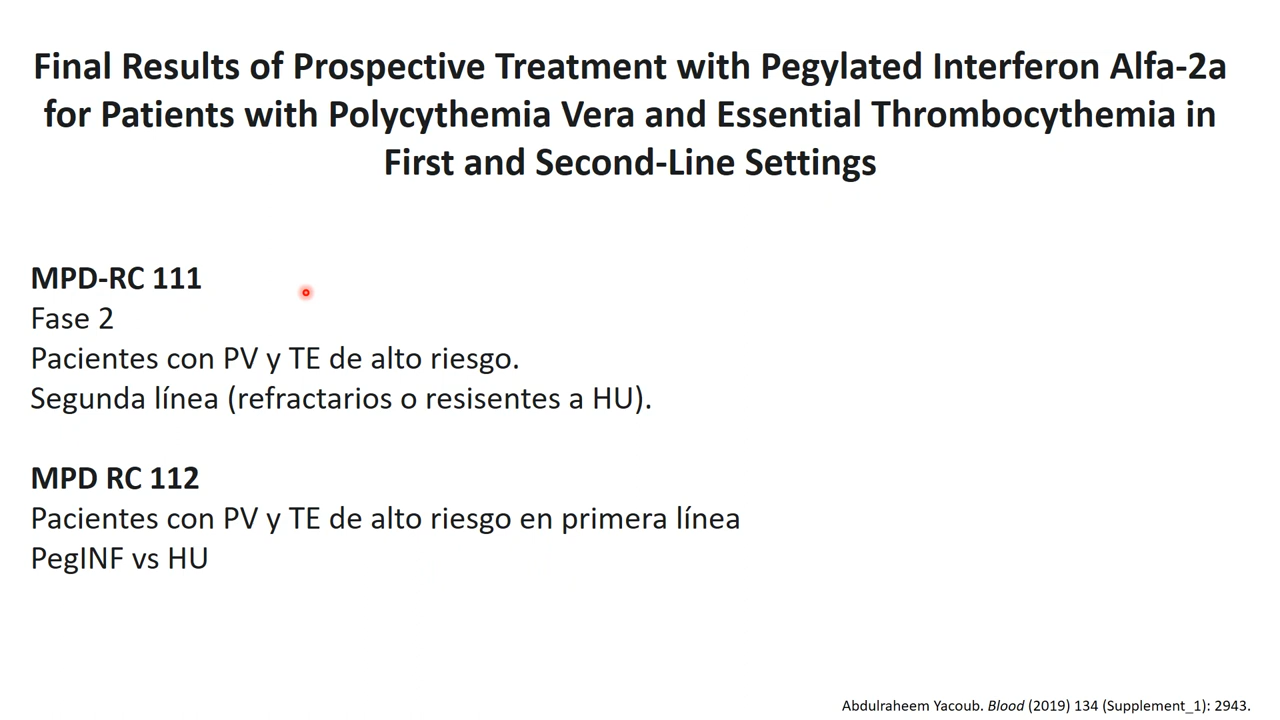 Final Results of Prospective Treatment with Pegylated Interferon Alfa-2a
for Patients with Polycythemia Vera and Essential Thrombocythemia in
First and Second-Line Settings
MPD-RC 111
Fase 2
Pacientes con PV y TE de alto riesgo.
Segunda línea (refractarios o resisentes a HU).
MPD RC 112
Pacientes con PV y TE de alto riesgo en primera línea
PegINF vs HU
Abdulraheem Yacoub. Blood (2019) 134 (Supplement_1): 2943.